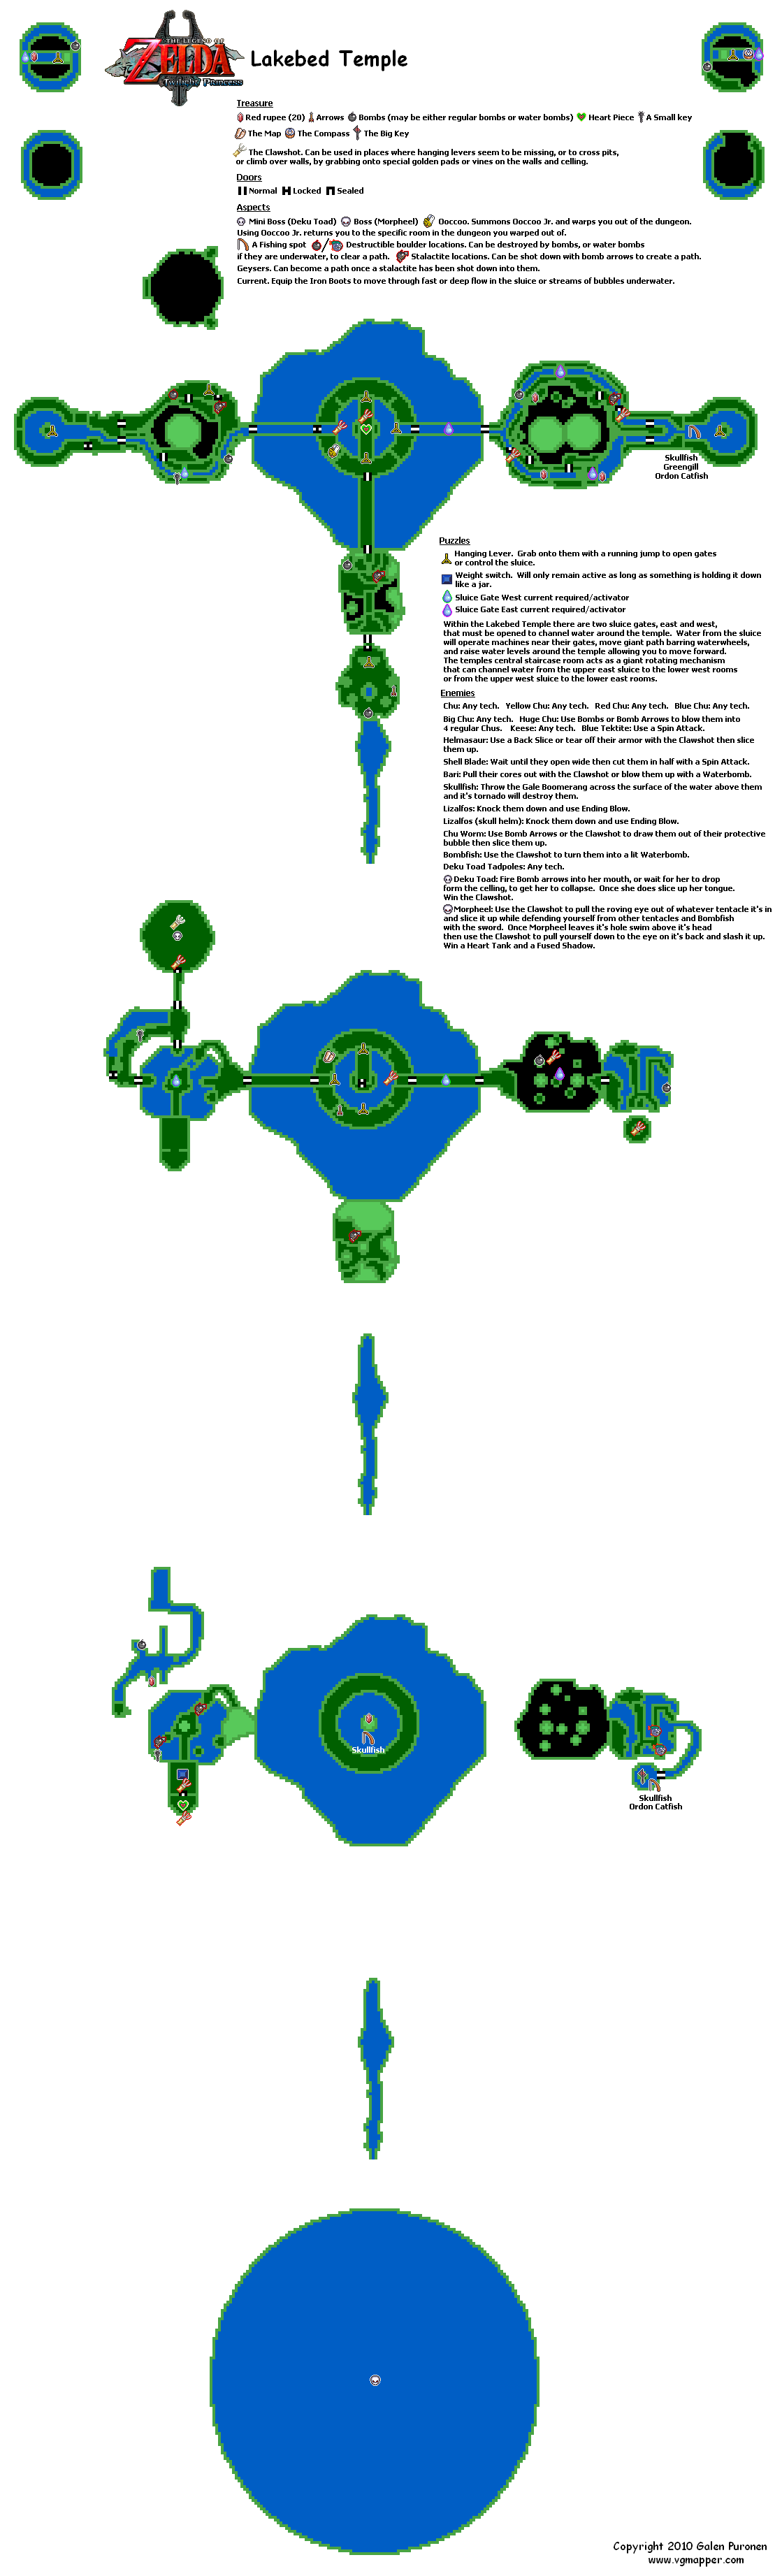 THE LEGEND OF
ZELDA
Twilight Princess
Lakebed Temple
Treasure
Red rupee (20) Arrows Bombs (may be either regular bombs or water bombs) Heart Piece A Small key
The Map The Compass The Big Key
The Clawshot. Can be used in places where hanging levers seem to be missing, or to cross pits,
or climb over walls, by grabbing onto special golden pads or vines on the walls and celling.
Doors
Normal Locked Sealed
Aspects
Mini Boss (Deku Toad) Boss (Morpheel) Ooccoo. Summons Ooccoo Jr. and warps you out of the dungeon.
Using Ooccoo Jr. returns you to the specific room in the dungeon you warped out of.
A Fishing spot / Destructible boulder locations. Can be destroyed by bombs, or water bombs
if they are underwater, to clear a path. Stalactite locations. Can be shot down with bomb arrows to create a path.
Geysers. Can become a path once a stalactite has been shot down into them.
Current. Equip the Iron Boots to move through fast or deep flow in the sluice or streams of bubbles underwater.
Skullfish
Greengill
Ordon Catfish
Puzzles
Hanging Lever. Grab onto them with a running jump to open gates
or control the sluice.
Weight switch. Will only remain active as long as something is holding it down
like a jar.
Sluice Gate West current required/activator
Sluice Gate East current required/activator
Within the Lakebed Temple there are two sluice gates, east and west,
that must be opend to channel water around the temple. Water from the sluice
will operate machines near their gates, move giant path barring waterwheels,
and raise water levels around the temple allowing you to move forward.
The temples central staircase room acts as a giant rotating mechanism
that can channel water from the upper east sluice to the lower west rooms
or from the upper west sluice to the lower east rooms.
Enemies
Chu: Any tech. Yellow Chu: Any tech. Red Chu: Any tech. Blue Chu: Any tech.
Big Chu: Any tech. Huge Chu: Use Bombs or Bomb Arrows to blow them into
4 regular Chus. Keese: Any tech. Blue Tektite: Use a Spin Attack.
Helmasaur: Use a Back Slice or tear off their armor with the Clawshot then slice
them up.
Shell Blade: Wait until they open wide then cut them in half with a Spin Attack.
Bari: Pull their cores out with the Clawshot or blow them up with a Waterbomb.
Skullfish: Throw the Gale Boomerang across the surface of the water above them
and it's tornado will destroy them.
Lizalfos: Knock them down and use Ending Blow.
Lizalfos (skull helm): Knock them down and use Ending Blow.
Chu Worm: Use Bomb Arrows or the Clawshot to draw them out of their protective
bubble then slice them up.
Bombfish: Use the Clawshot to turn them into a lit Waterbomb.
Deku Toad Tadpoles: Any tech.
Deku Toad: Fire Bomb arrows into her mouth, or wait for her to drop
form the celling, to get her to collapse. Once she does slice up her tongue.
Win the Clawshot.
Morpheel: Use the Clawshot to pull the roving eye out of whatever tentacle it's in
and slice it up while defending yourself from other tentacles and Bombfish
with the sword. Once Morpheel leaves it's hole swim above it's head
then use the Clawshot to pull yourself down to the eye on it's back and slash it up.
Win a Heart Tank and a Fused Shadow.
Skullfish
Skullfish
Ordon Catfish
Copyright 2010 Galen Puronen
www.vgmapper.com